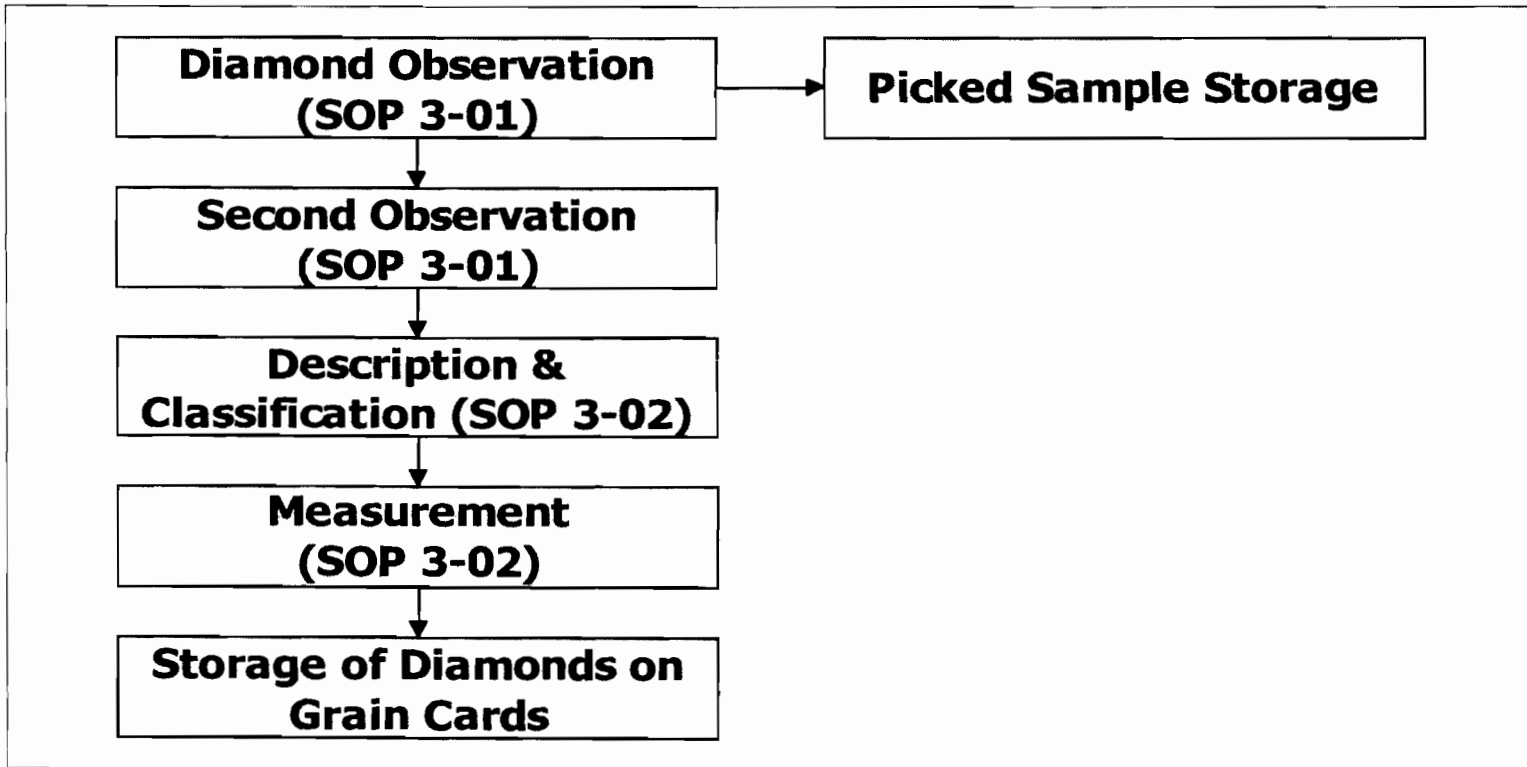 Diamond Observation
(SOP 3-01)
Picked Sample Storage
Second Observation
(SOP 3-01)
Description &
Classification (SOP 3-02)
Measurement
(SOP 3-02)
Storage of Diamonds on
Grain Cards